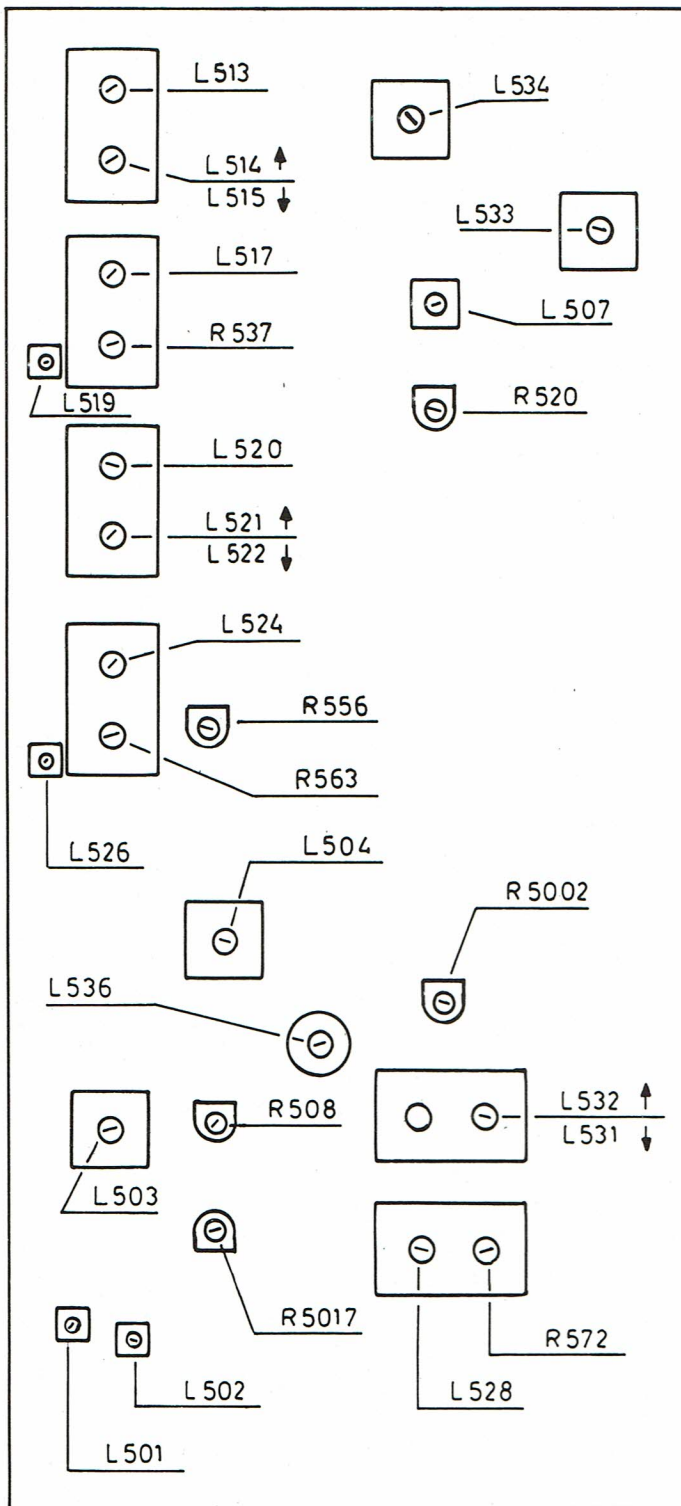 L513
L534
L514 ↑
L515 ↓
L533
L517
L507
R537
L519
R520
L520
L521 ↑
L522 ↓
L524
R556
R563
L526
L504
R5002
L536
L532 ↑
R508
L531 ↓
L503
R5017
R572
L502
L528
L501